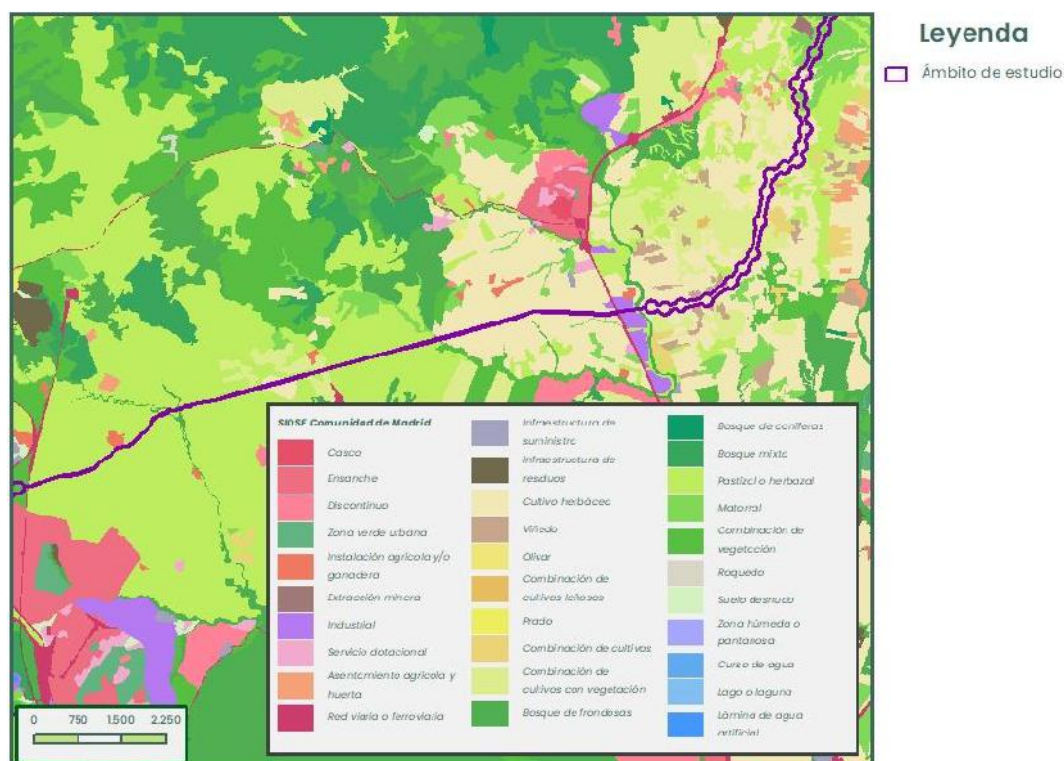 Leyenda
Ámbito de estudio
SIOSE Comunidad de Madrid
Casco
Ensanche
Discontinuo
Zona verde urbana
Instalación agrícola y/o
ganadera
Extracción minera
Industrial
Servicio dotacional
Asentamiento agrícola y
huerta
Red viaria o ferroviaria
Infraestructura de
suministro
Infraestructura de
residuos
Cultivo herbáceo
Viñedo
Olivar
Combinación de
cultivos leñosos
Prado
Combinación de cultivos
Combinación de
cultivos con vegetación
Bosque de frondosas
Bosque de coníferas
Bosque mixto
Pastizal o herbazal
Matorral
Combinación de
vegetación
Roquedo
Suelo desnudo
Zona húmeda o
pantanosa
Curso de agua
Lago o laguna
Lámina de agua
artificial
0 750 1.500 2.250